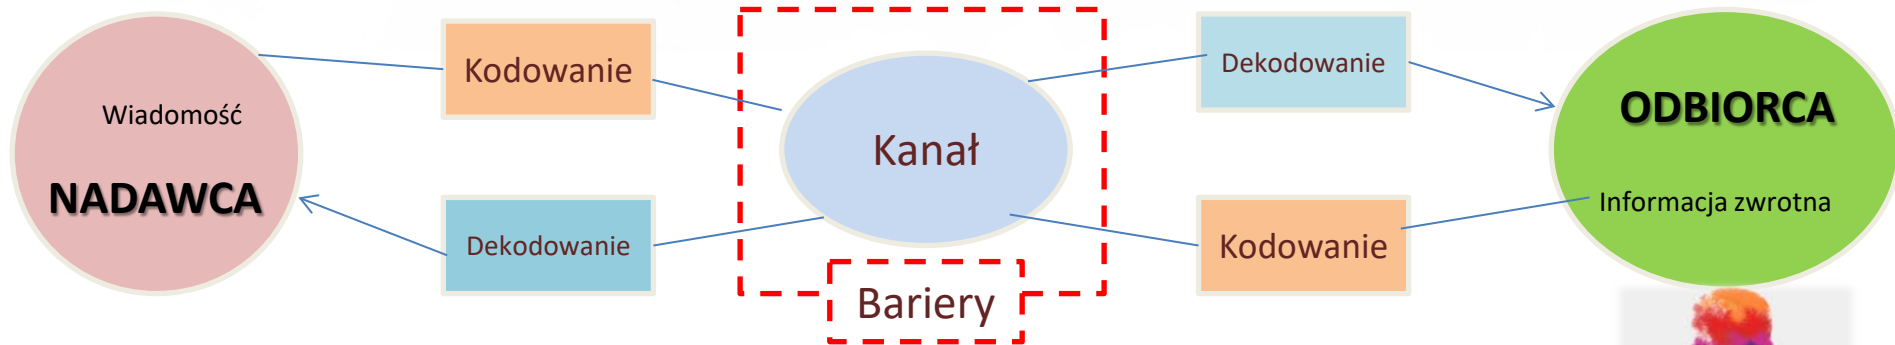 Wiadomość
NADAWCA
Kodowanie
Dekodowanie
Kanał
Bariery
Dekodowanie
Kodowanie
ODBIORCA
Informacja zwrotna